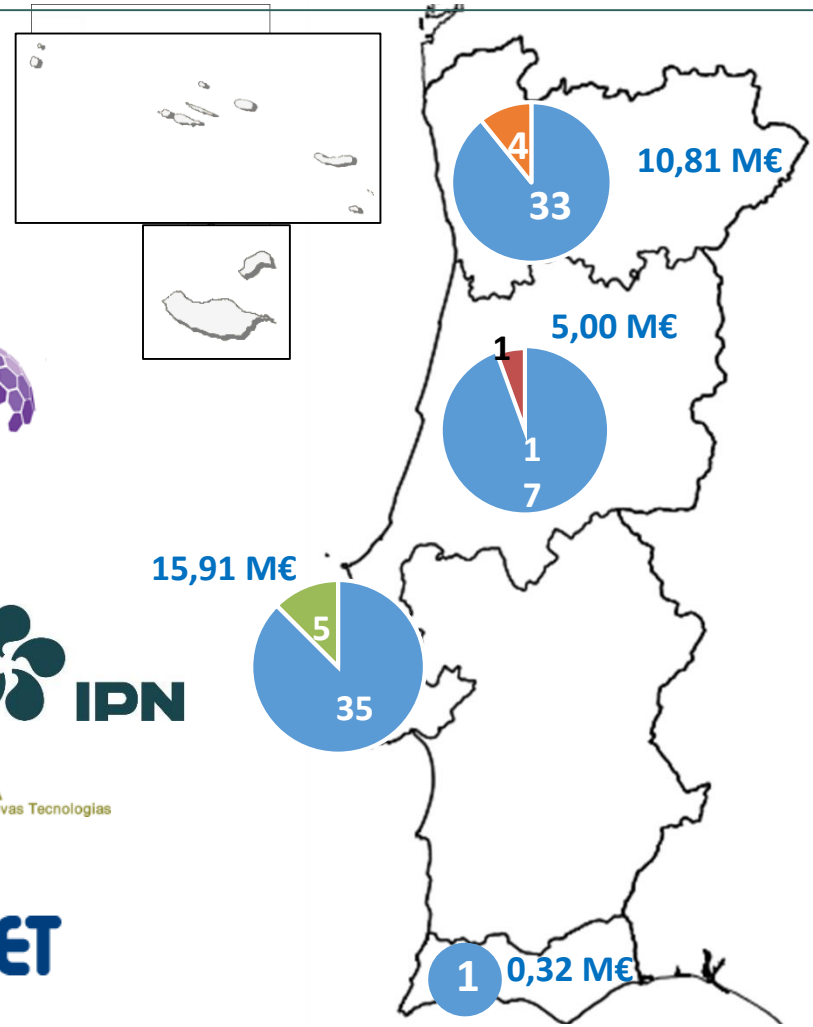 4
10,81 M€
33
5,00 M€
1
1
7
15,91 M€
5
35
IPN
vas Tecnologias
ET
1
0,32 M€